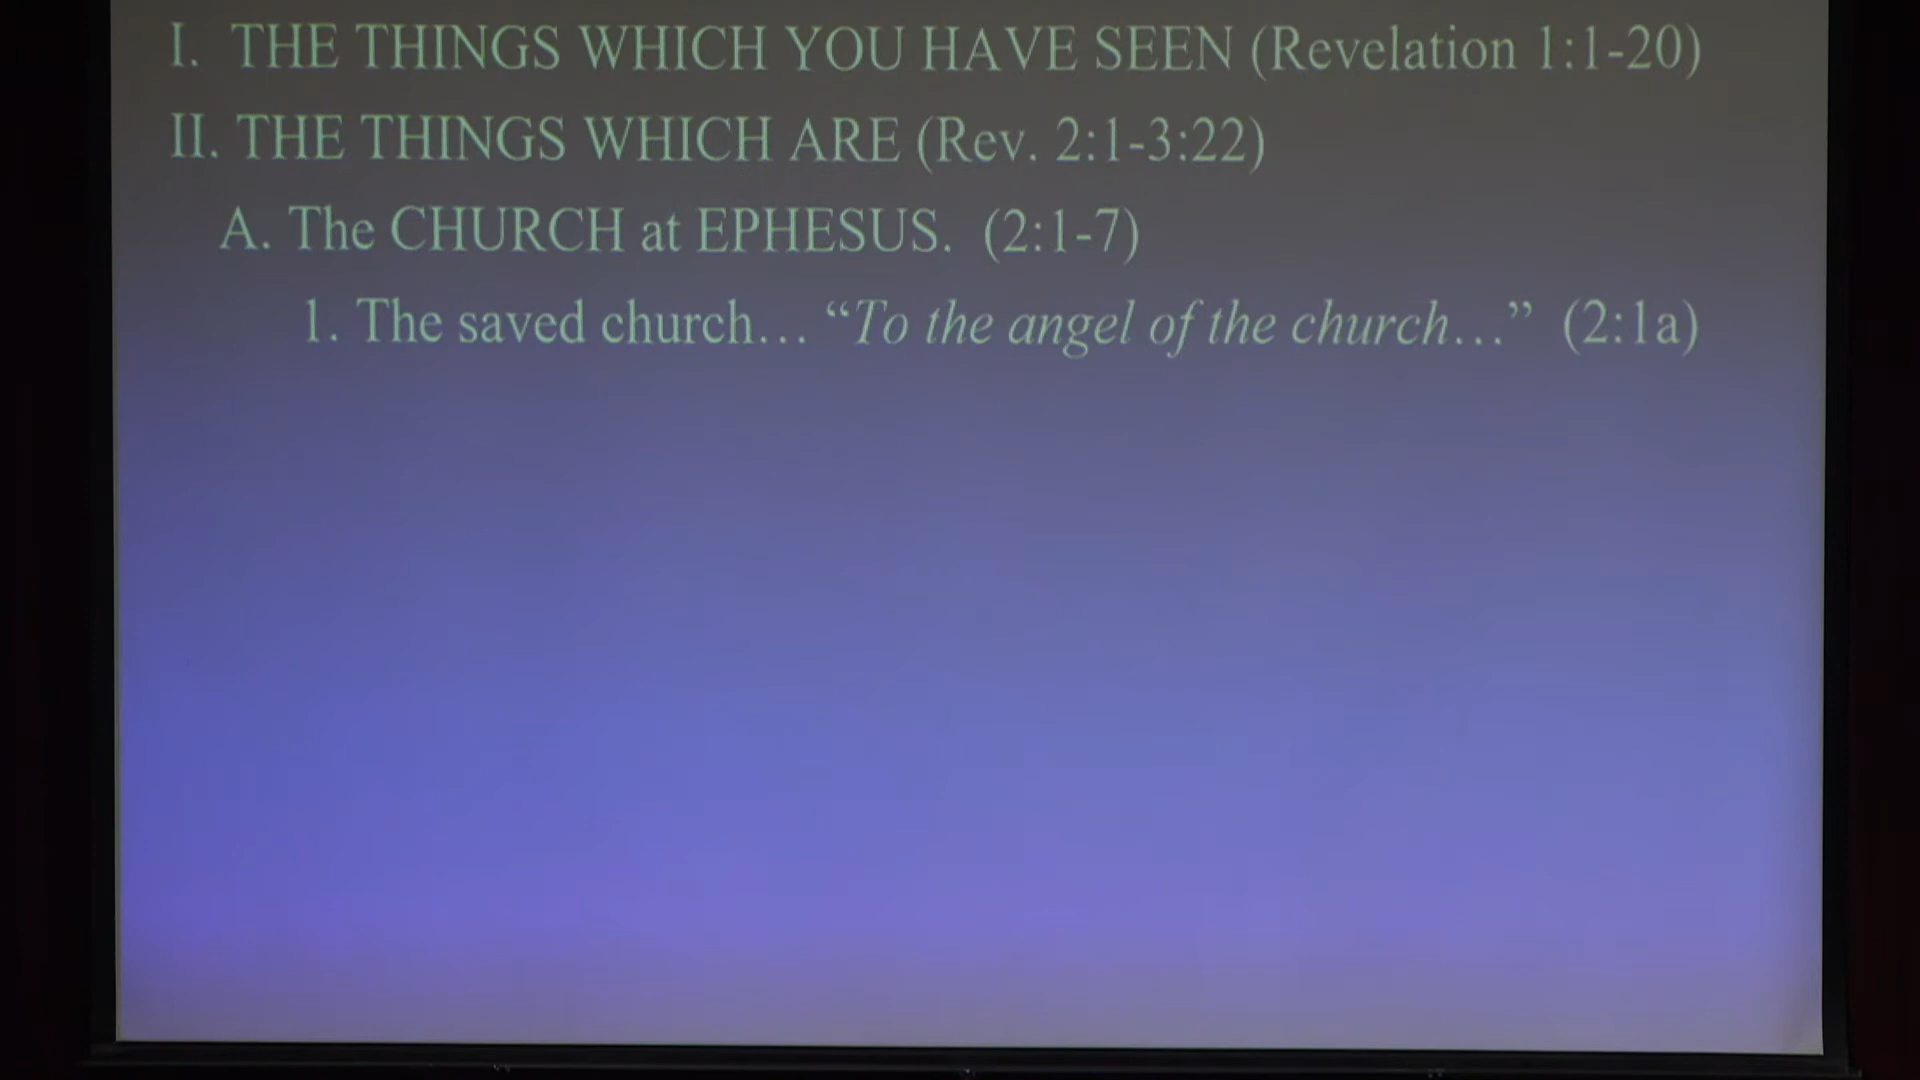 I. THE THINGS WHICH YOU HAVE SEEN (Revelation 1:1-20)
II. THE THINGS WHICH ARE (Rev. 2:1-3:22)
A. The CHURCH at EPHESUS. (2:1-7)
1. The saved church… “To the angel of the church…” (2:1a)